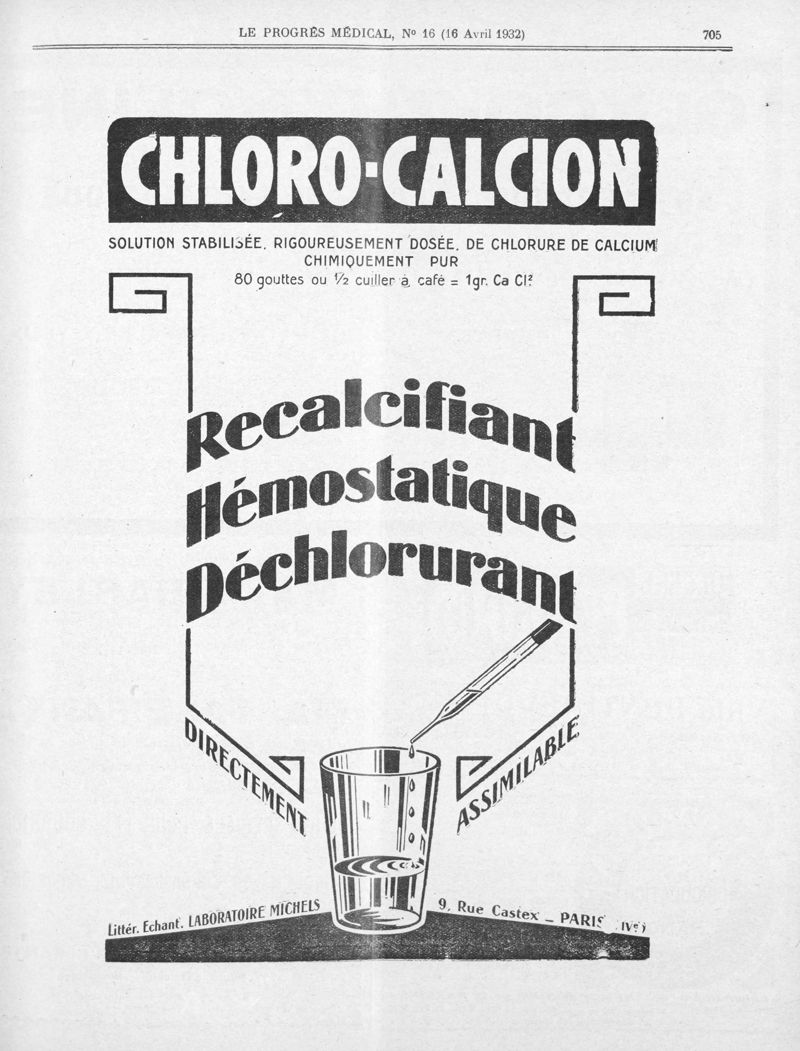 LE PROGRÈS MÉDICAL, No 16 (16 Avril 1932) 705
CHLORO-CALCION
SOLUTION STABILISÉE, RIGOUREUSEMENT DOSÉE, DE CHLORURE DE CALCIUM
CHIMIQUEMENT PUR
80 gouttes ou 1/2 cuiller à café = 1gr. Ca Cl²
Recalcifiant
Hémostatique
Déchlorurant
DIRECTEMENT
ASSIMILABLE
Littér. Echant. LABORATOIRE MICHELS
9, Rue Castex _ PARIS